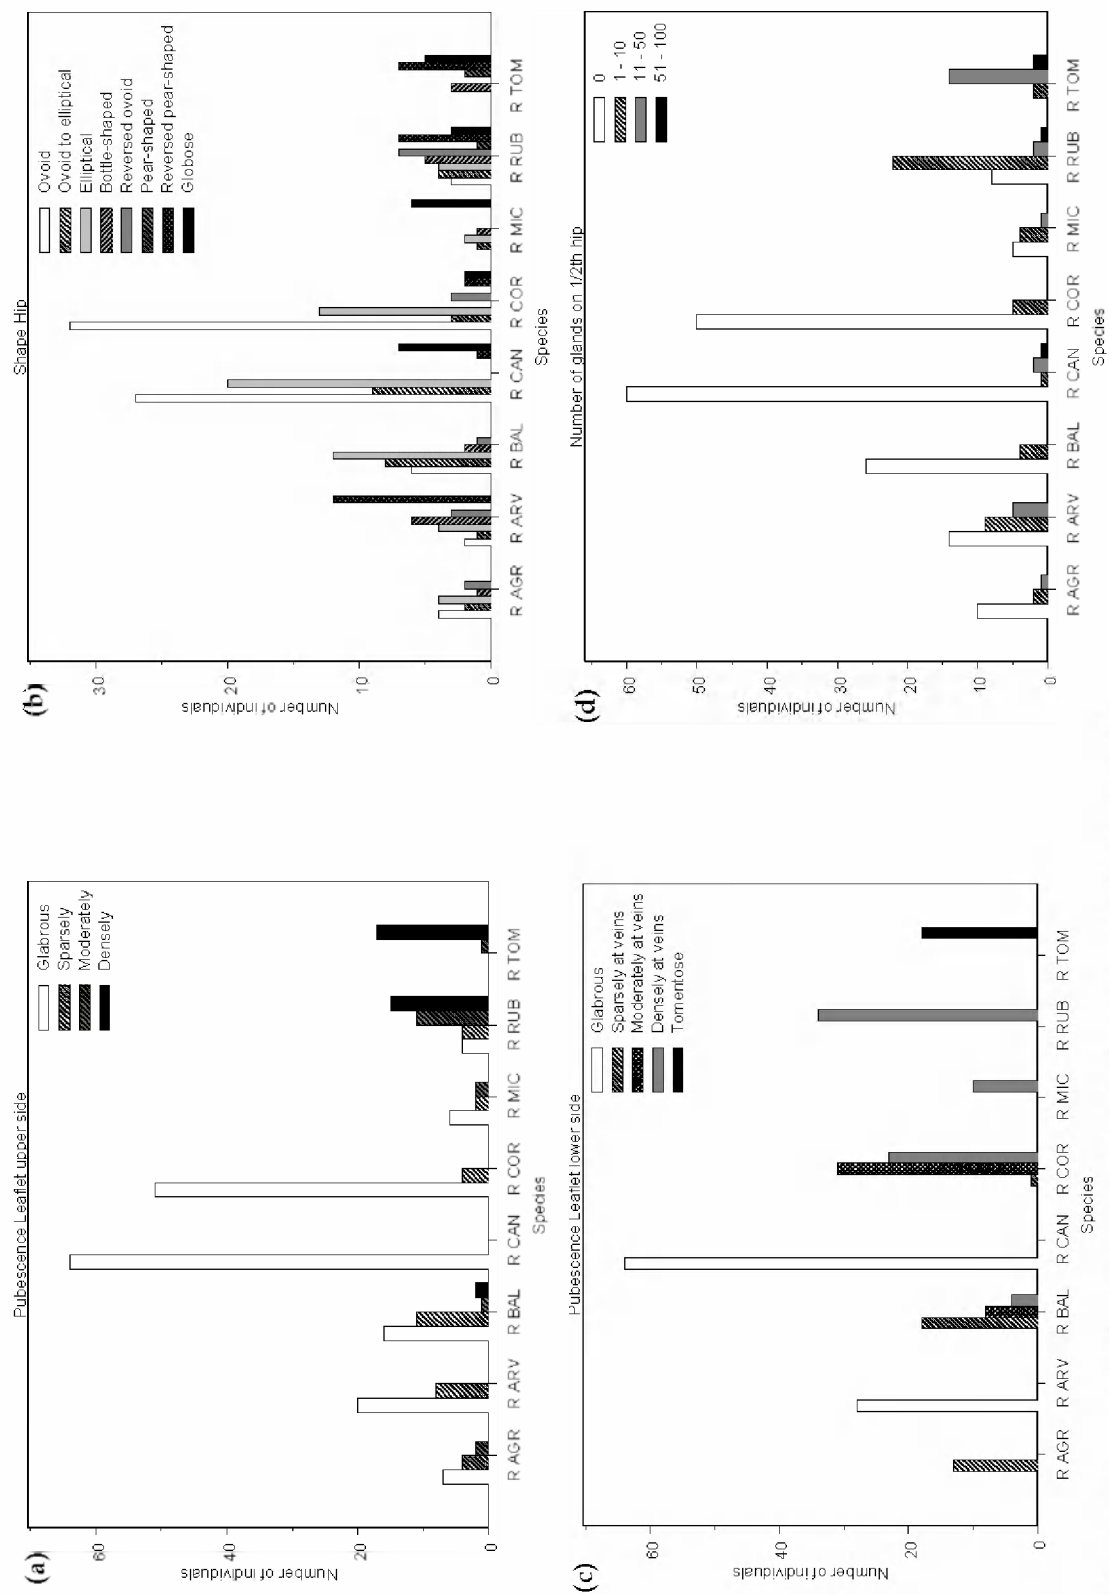 (a)
Pubescence Leaflet upper side
Glabrous
Sparsely
Moderately
Densely
Number of individuals
0
20
40
60
R AGR R ARV R BAL R CAN R COR R MIC R RUB R TOM
Species
(b)
Shape Hip
Ovoid
Ovoid to elliptical
Elliptical
Bottle-shaped
Reversed ovoid
Pear-shaped
Reversed pear-shaped
Globose
Number of individuals
0
10
20
30
R AGR R ARV R BAL R CAN R COR R MIC R RUB R TOM
Species
(c)
Pubescence Leaflet lower side
Glabrous
Sparsely at veins
Moderately at veins
Densely at veins
Tomentose
Number of individuals
0
20
40
60
R AGR R ARV R BAL R CAN R COR R MIC R RUB R TOM
Species
(d)
Number of glands on 1/2th hip
0
1 - 10
11 - 50
51 - 100
Number of individuals
0
10
20
30
40
50
60
R AGR R ARV R BAL R CAN R COR R MIC R RUB R TOM
Species